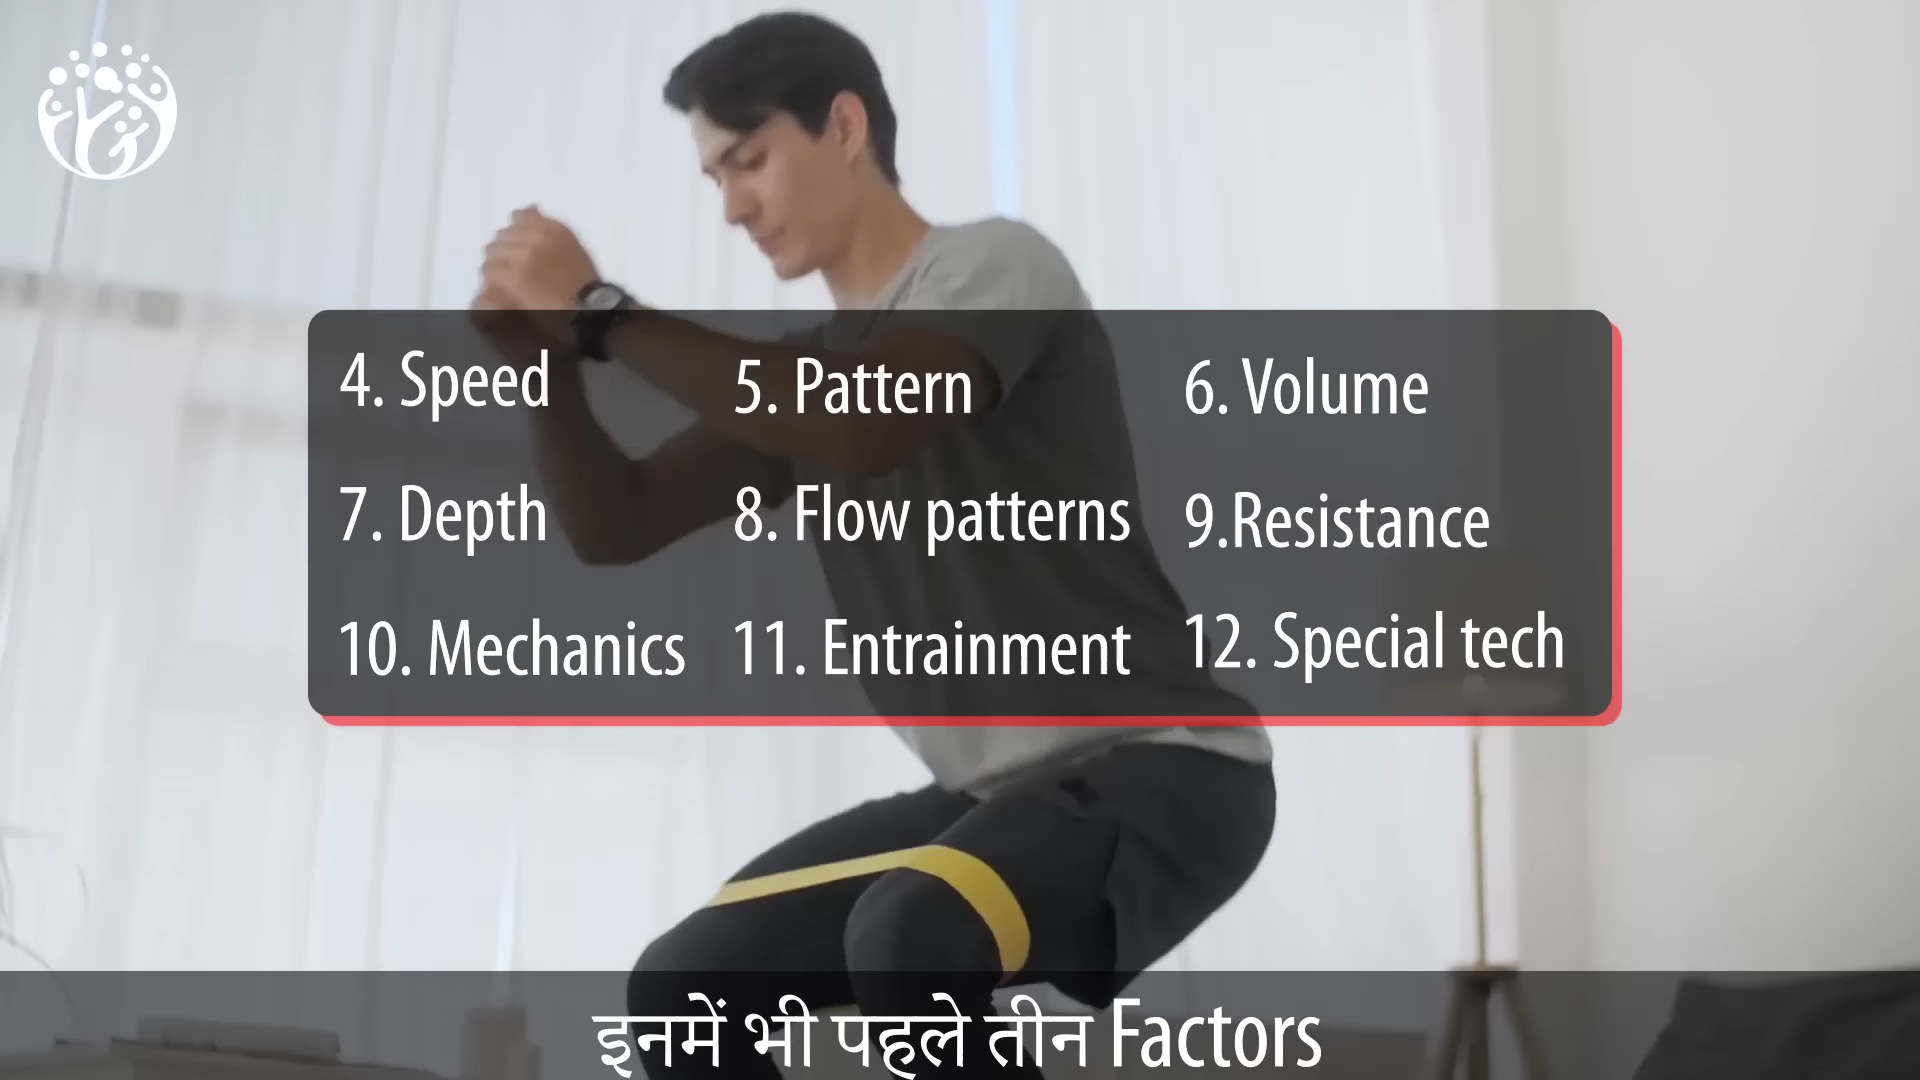 4. Speed
5. Pattern
6. Volume
7. Depth
8. Flow patterns
9.Resistance
10. Mechanics
11. Entrainment
12. Special tech
इनमें भी पहले तीन Factors